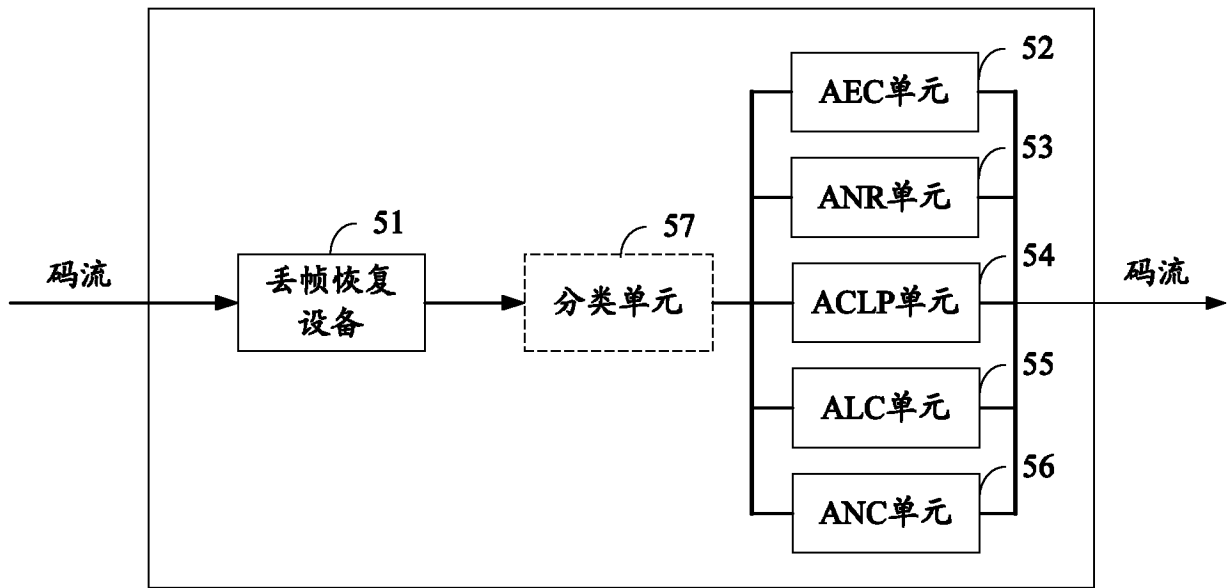 52
AEC单元
53
ANR单元
51
57
54
码流
丢帧恢复
设备
分类单元
ACLP单元
码流
55
ALC单元
56
ANC单元